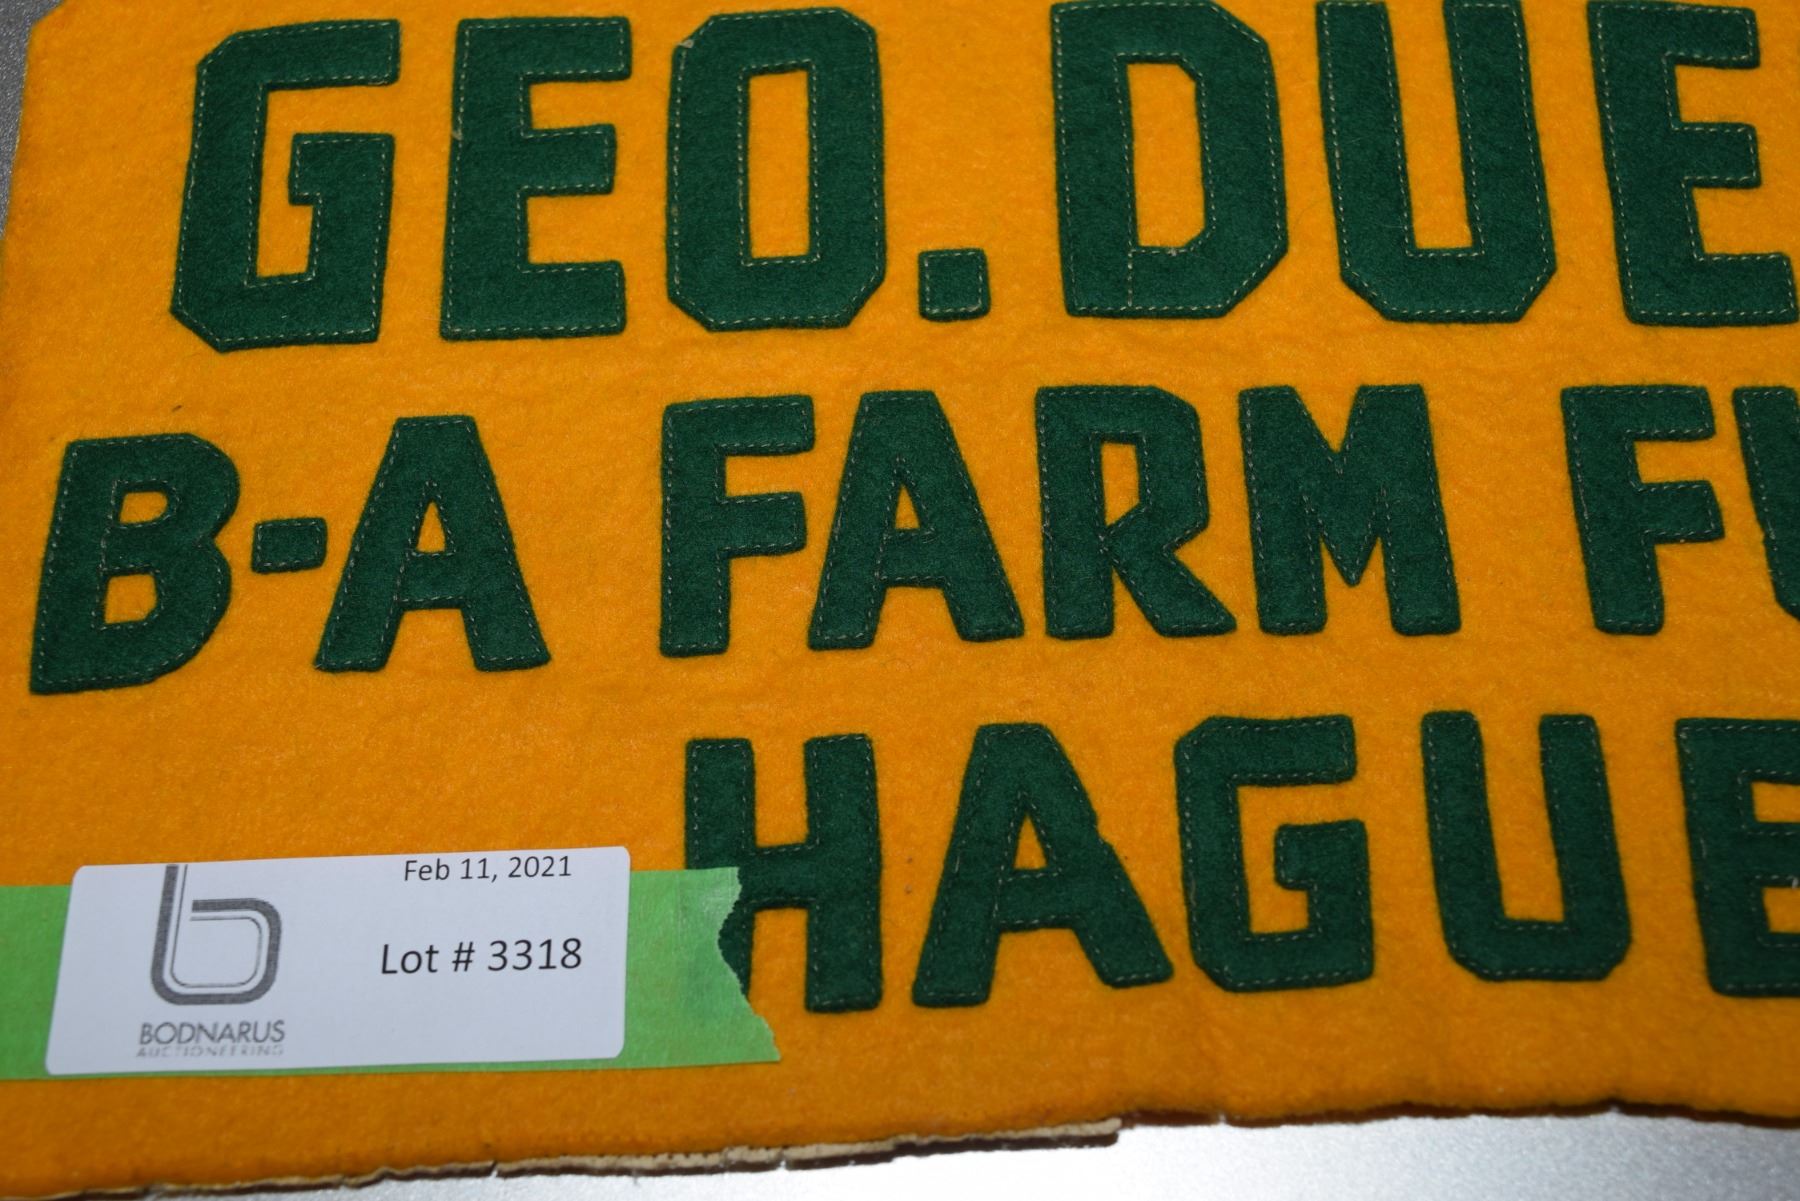 GEO. DUE
B-A FARM FU
HAGUE
Feb 11, 2021
Lot # 3318
BODNARUS
AUCTIONEERING